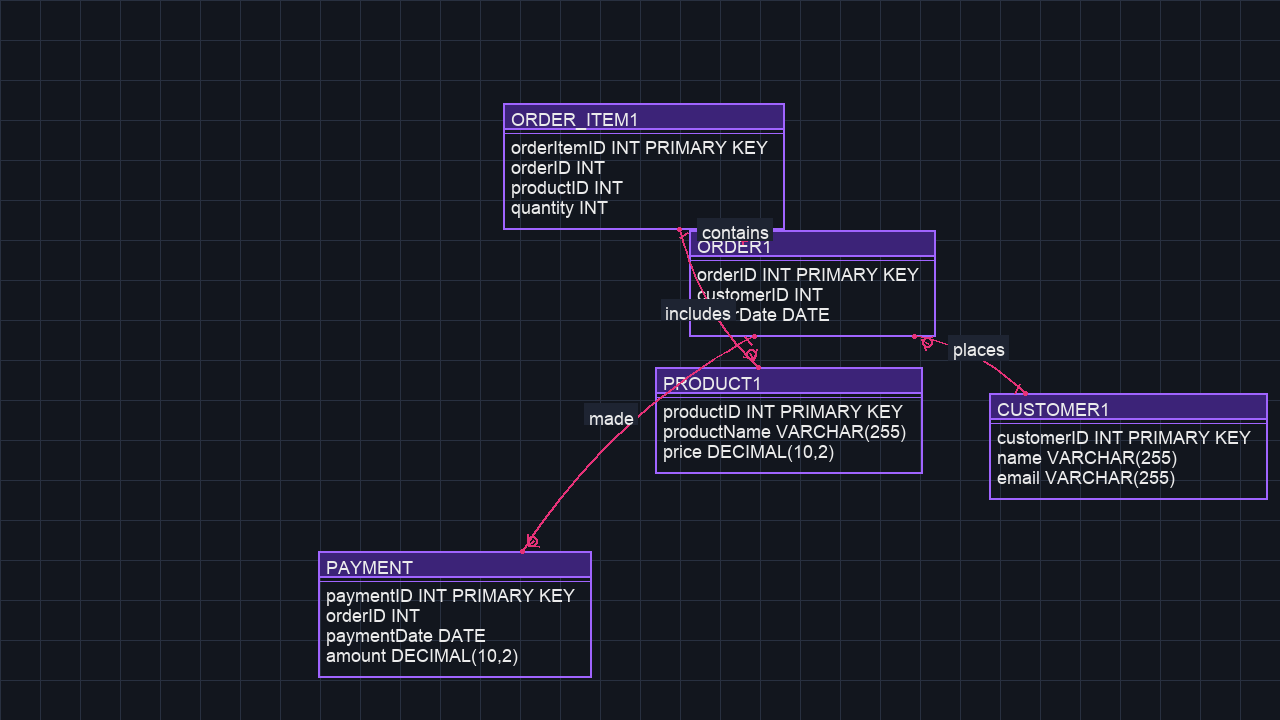 ORDER_ITEM1
orderItemID INT PRIMARY KEY
orderID INT
productID INT
quantity INT
contains
ORDER1
orderID INT PRIMARY KEY
customerID INT
includes
rDate DATE
places
PRODUCT1
productID INT PRIMARY KEY
productName VARCHAR(255)
price DECIMAL(10,2)
CUSTOMER1
customerID INT PRIMARY KEY
name VARCHAR(255)
email VARCHAR(255)
made
PAYMENT
paymentID INT PRIMARY KEY
orderID INT
paymentDate DATE
amount DECIMAL(10,2)